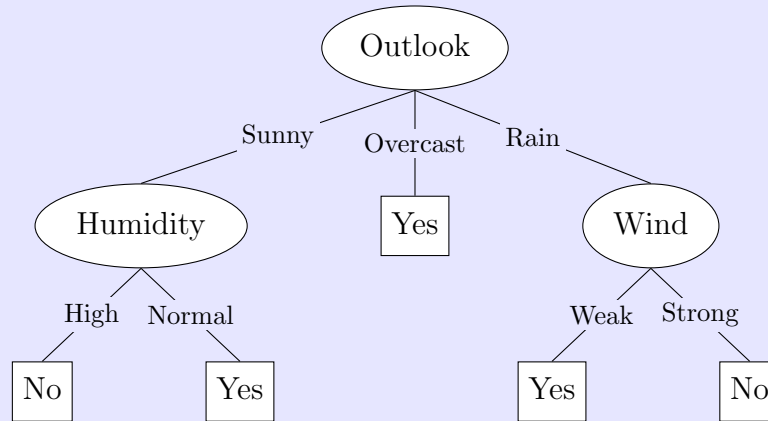 Outlook
Sunny
Overcast
Rain
Humidity
Yes
Wind
High
Normal
Weak
Strong
No
Yes
Yes
No